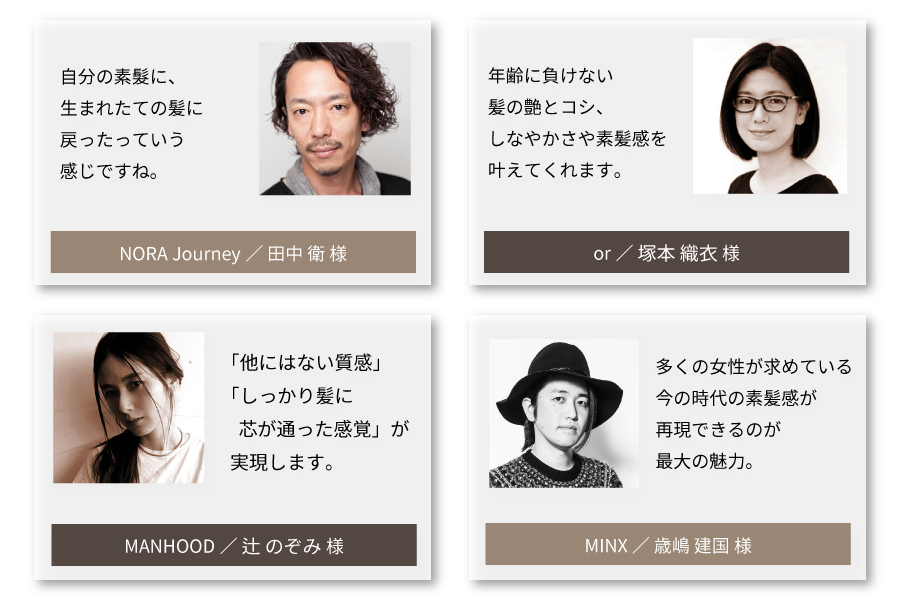 自分の素髪に、
生まれたての髪に
戻ったっていう
感じですね。
NORA Journey ／ 田中 衛 様
年齢に負けない
髪の艶とコシ、
しなやかさや素髪感を
叶えてくれます。
or ／ 塚本 織衣 様
「他にはない質感」
「しっかり髪に
芯が通った感覚」が
実現します。
MANHOOD ／ 辻 のぞみ 様
多くの女性が求めている
今の時代の素髪感が
再現できるのが
最大の魅力。
MINX ／ 歳嶋 建国 様